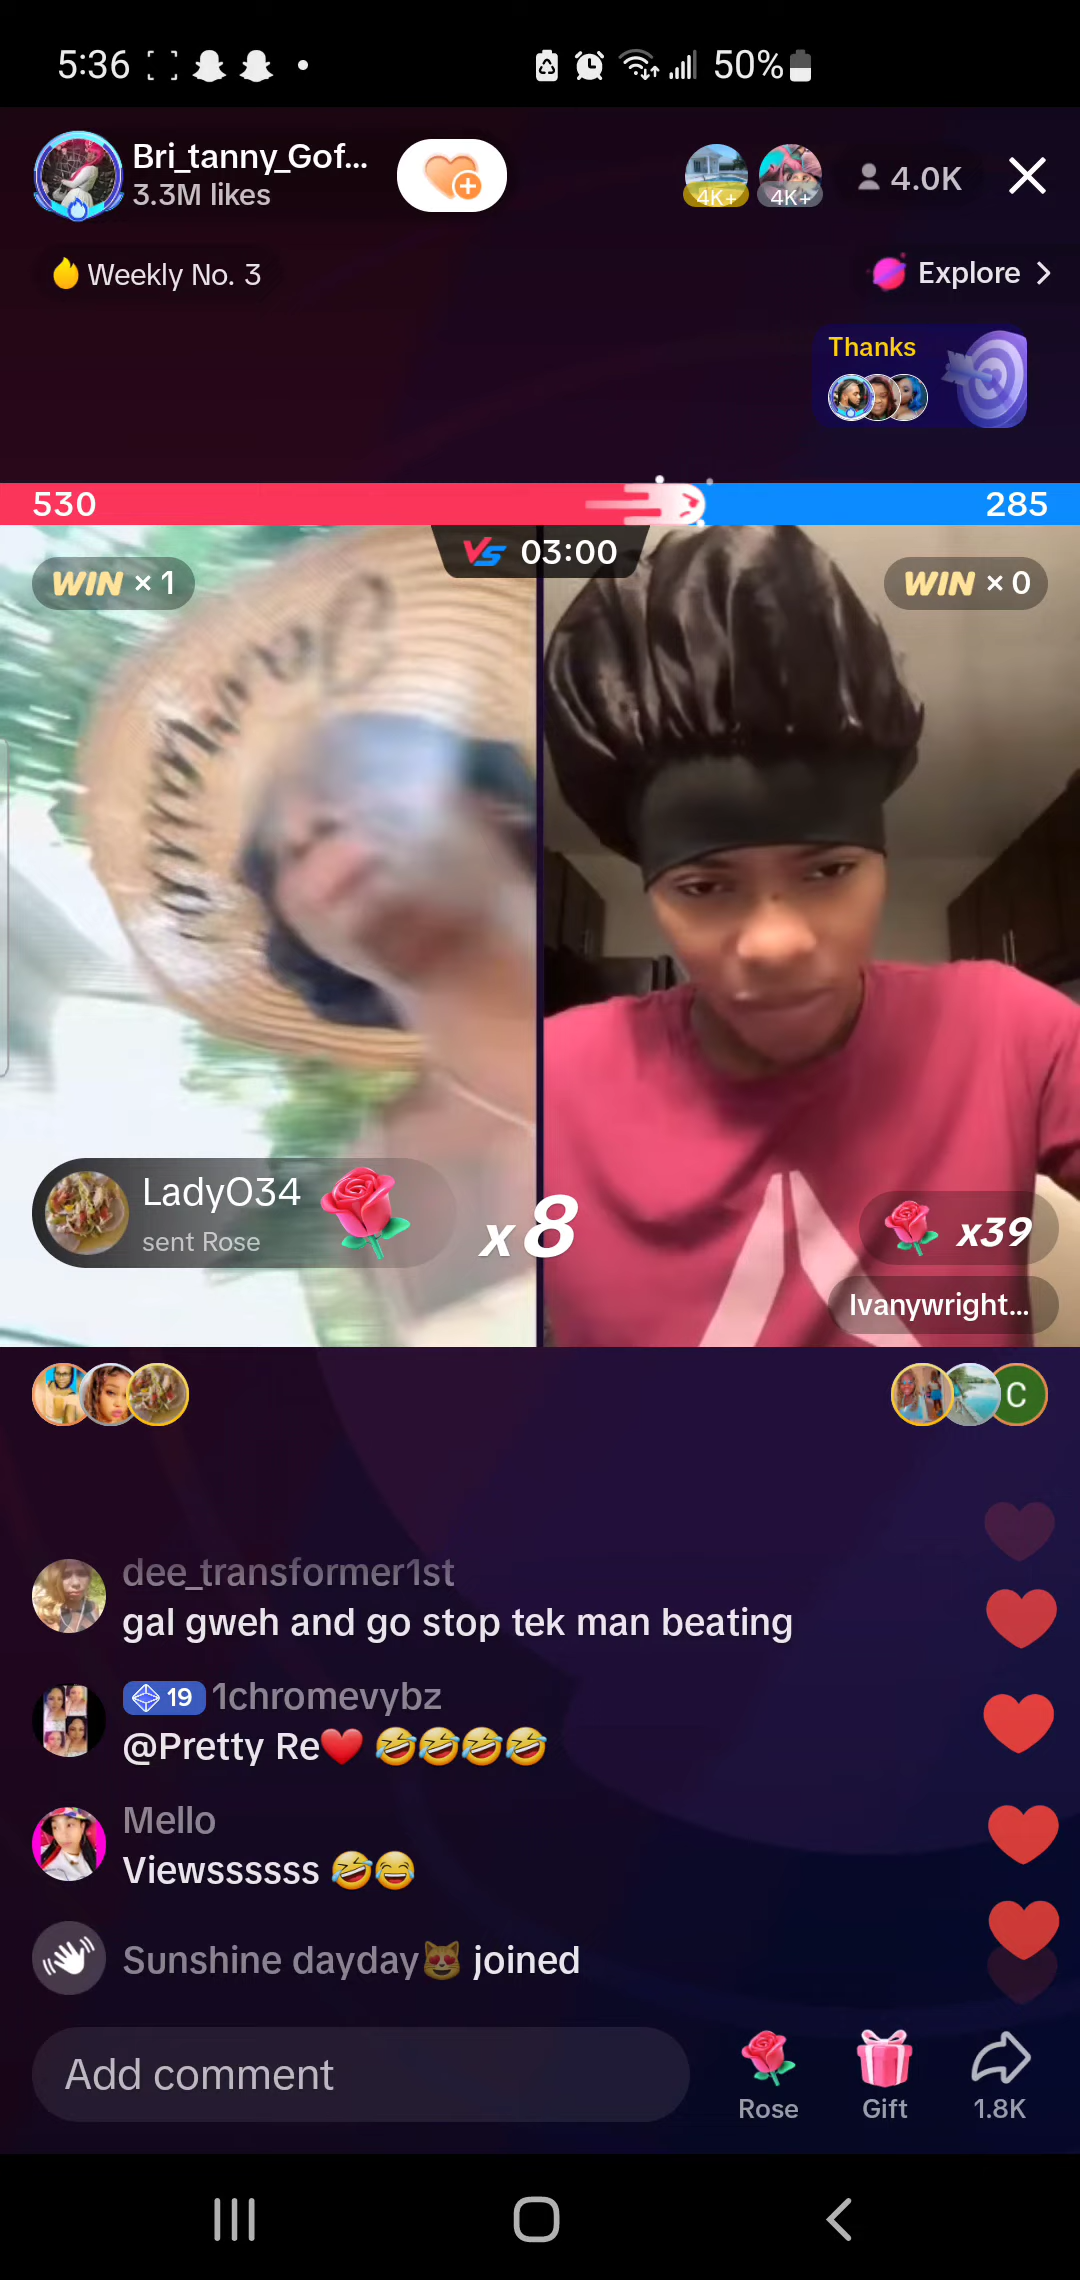 5:36
50%
Bri_tanny_Gof...
3.3M likes
4K+
4K+
4.0K
Weekly No. 3
Explore
Thanks
530
285
VS 03:00
WIN × 1
WIN × 0
LadyO34
sent Rose
x8
x39
Ivanywright...
C
dee_transformer1st
gal gweh and go stop tek man beating
19 1chromevybz
@Pretty Re❤️ 🤣🤣🤣🤣
Mello
Viewssssss 🤣😂
Sunshine dayday😻 joined
Add comment
Rose
Gift
1.8K